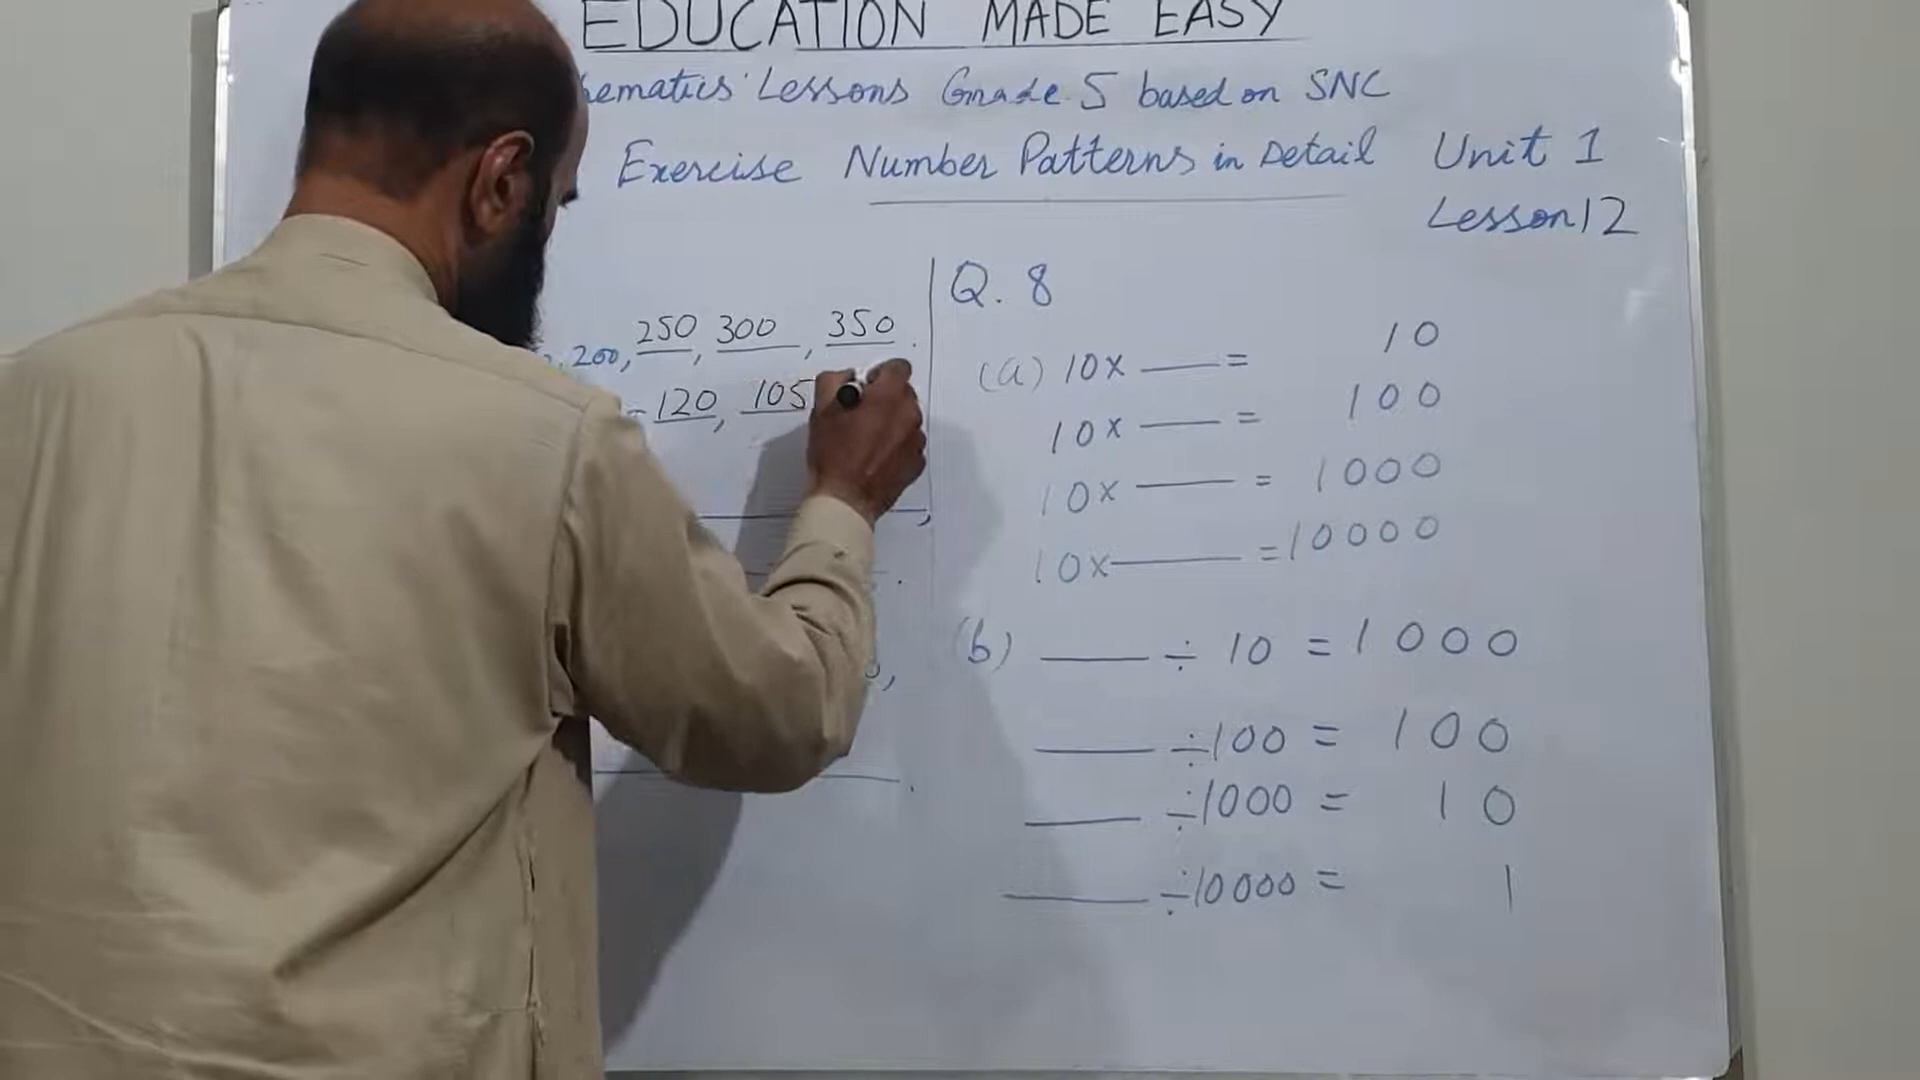 EDUCATION MADE EASY
Lessons Grade 5 based on SNC
Exercise Number Patterns in Detail Unit 1
Lesson 12
200, 250, 300, 350.
120, 105
Q. 8
(a) 10 x ___ = 10
10 x ___ = 100
10 x ___ = 1000
10 x ___ = 10000
(b) ___ ÷ 10 = 1000
___ ÷ 100 = 100
___ ÷ 1000 = 10
___ ÷ 10000 = 1